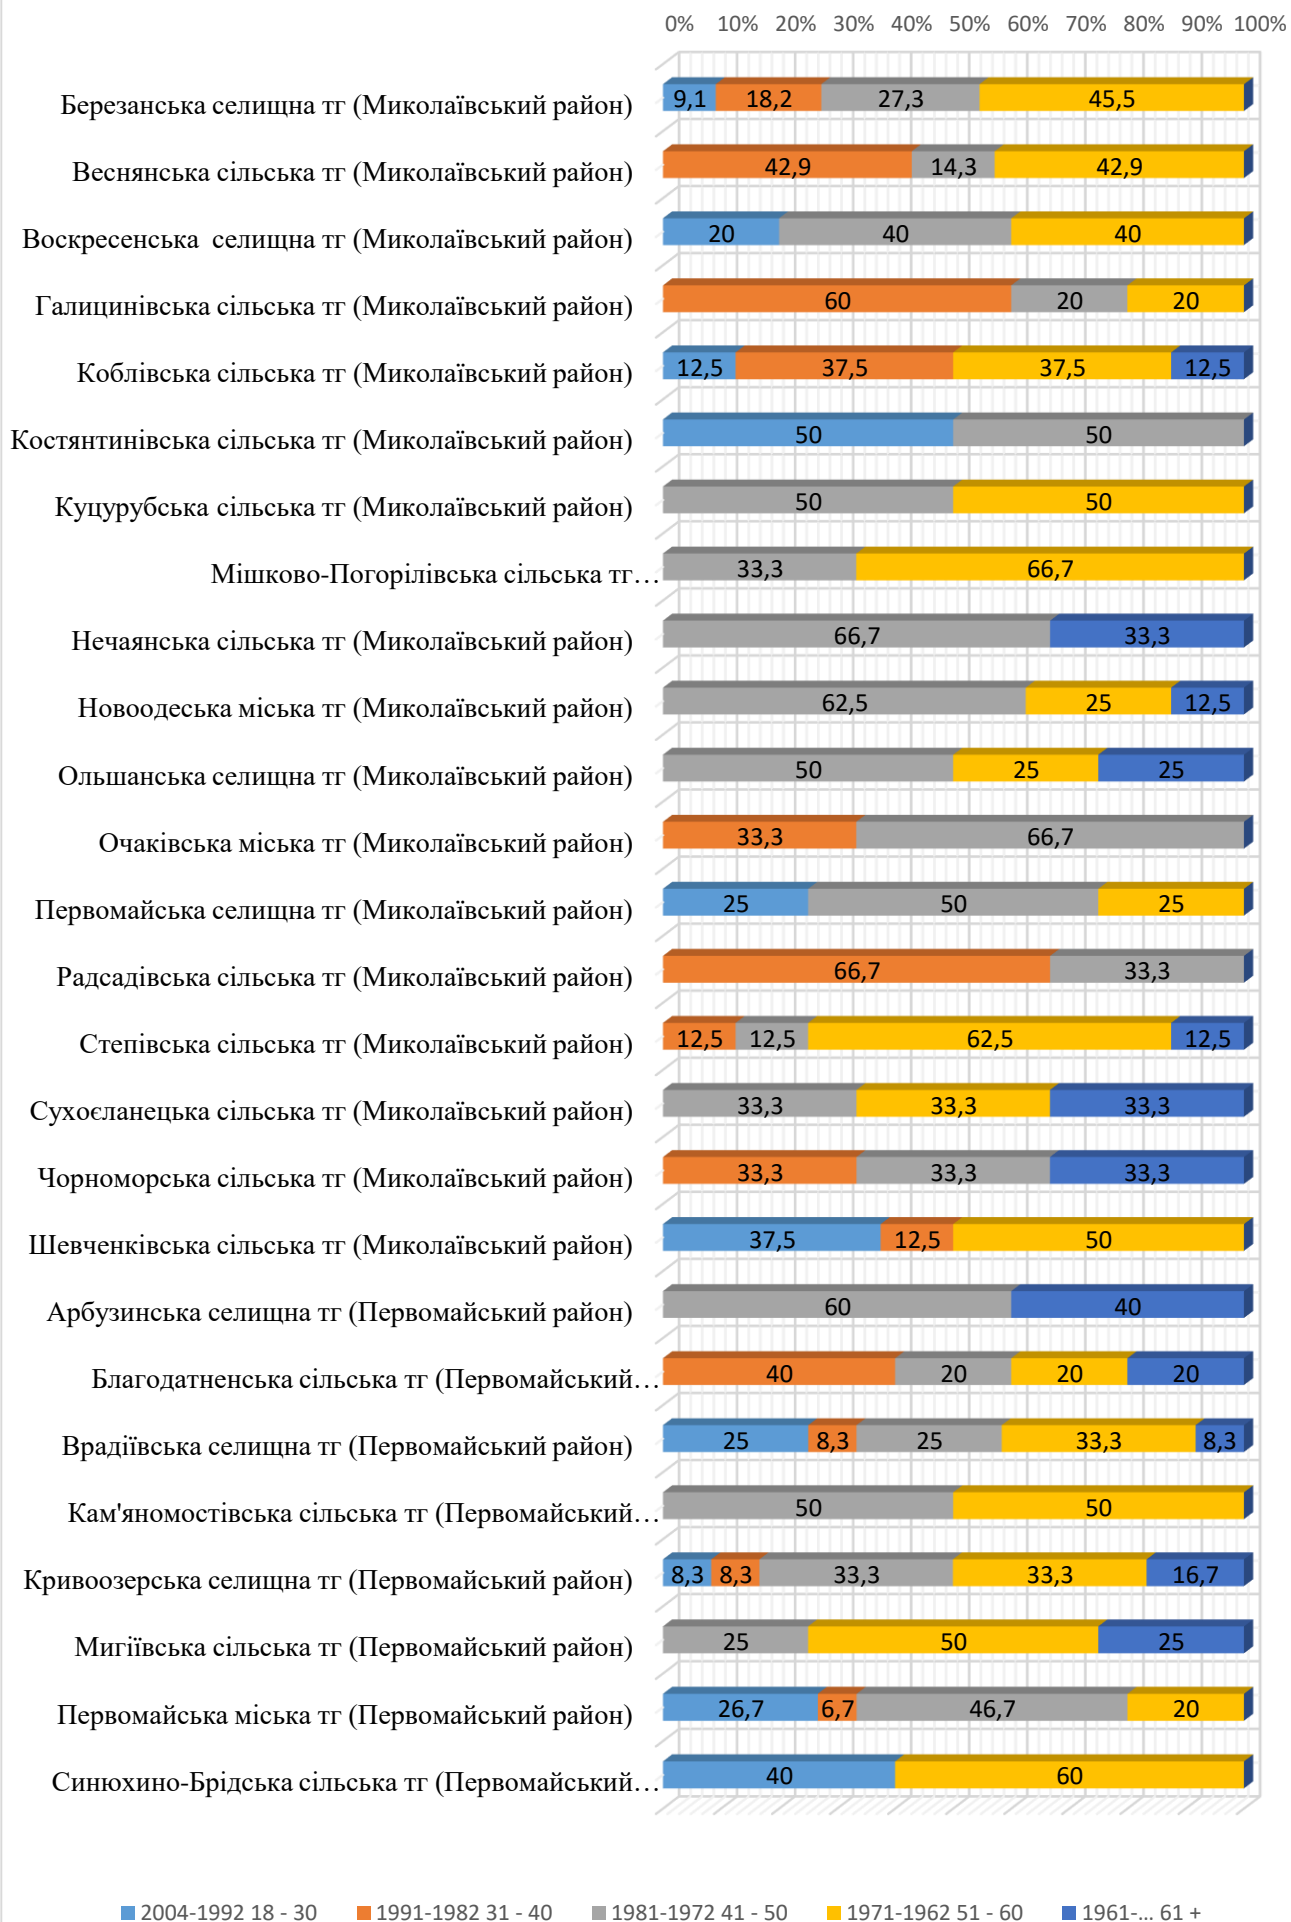 0% 10% 20% 30% 40% 50% 60% 70% 80% 90% 100%
Березанська селищна тг (Миколаївський район) 9,1 18,2 27,3 45,5
Веснянська сільська тг (Миколаївський район) 42,9 14,3 42,9
Воскресенська селищна тг (Миколаївський район) 20 40 40
Галицинівська сільська тг (Миколаївський район) 60 20 20
Коблівська сільська тг (Миколаївський район) 12,5 37,5 37,5 12,5
Костянтинівська сільська тг (Миколаївський район) 50 50
Куцурубська сільська тг (Миколаївський район) 50 50
Мішково-Погорілівська сільська тг… 33,3 66,7
Нечаянська сільська тг (Миколаївський район) 66,7 33,3
Новоодеська міська тг (Миколаївський район) 62,5 25 12,5
Ольшанська селищна тг (Миколаївський район) 50 25 25
Очаківська міська тг (Миколаївський район) 33,3 66,7
Первомайська селищна тг (Миколаївський район) 25 50 25
Радсадівська сільська тг (Миколаївський район) 66,7 33,3
Степівська сільська тг (Миколаївський район) 12,5 12,5 62,5 12,5
Сухоєланецька сільська тг (Миколаївський район) 33,3 33,3 33,3
Чорноморська сільська тг (Миколаївський район) 33,3 33,3 33,3
Шевченківська сільська тг (Миколаївський район) 37,5 12,5 50
Арбузинська селищна тг (Первомайський район) 60 40
Благодатненська сільська тг (Первомайський… 40 20 20 20
Врадіївська селищна тг (Первомайський район) 25 8,3 25 33,3 8,3
Кам'яномостівська сільська тг (Первомайський… 50 50
Кривоозерська селищна тг (Первомайський район) 8,3 8,3 33,3 33,3 16,7
Мигіївська сільська тг (Первомайський район) 25 50 25
Первомайська міська тг (Первомайський район) 26,7 6,7 46,7 20
Синюхино-Брідська сільська тг (Первомайський… 40 60
2004-1992 18 - 30 1991-1982 31 - 40 1981-1972 41 - 50 1971-1962 51 - 60 1961-... 61 +